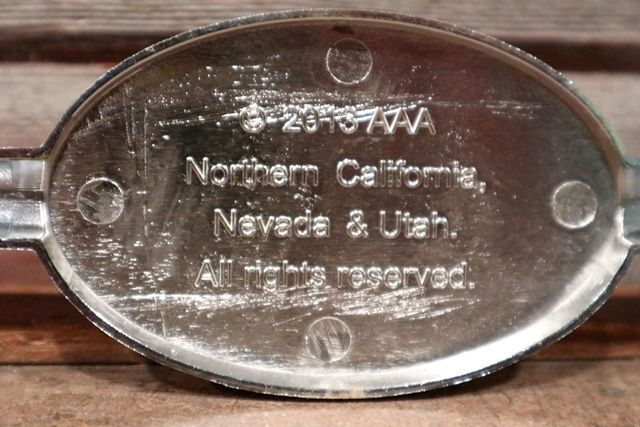 © 2013 AAA
Northern California,
Nevada & Utah.
All rights reserved.